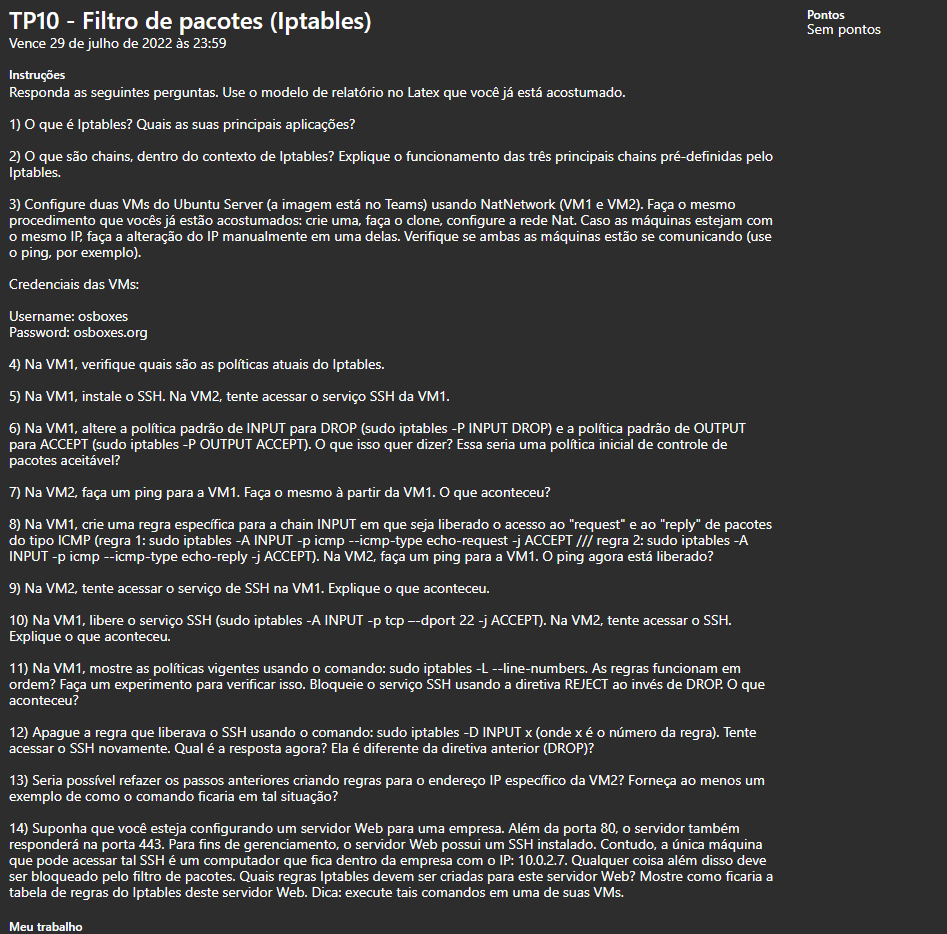 TP10 - Filtro de pacotes (Iptables)
Vence 29 de julho de 2022 às 23:59
Pontos
Sem pontos
Instruções
Responda as seguintes perguntas. Use o modelo de relatório no Latex que você já está acostumado.
1) O que é Iptables? Quais as suas principais aplicações?
2) O que são chains, dentro do contexto de Iptables? Explique o funcionamento das três principais chains pré-definidas pelo
Iptables.
3) Configure duas VMs do Ubuntu Server (a imagem está no Teams) usando NatNetwork (VM1 e VM2). Faça o mesmo
procedimento que vocês já estão acostumados: crie uma, faça o clone, configure a rede Nat. Caso as máquinas estejam com
o mesmo IP, faça a alteração do IP manualmente em uma delas. Verifique se ambas as máquinas estão se comunicando (use
o ping, por exemplo).
Credenciais das VMs:
Username: osboxes
Password: osboxes.org
4) Na VM1, verifique quais são as políticas atuais do Iptables.
5) Na VM1, instale o SSH. Na VM2, tente acessar o serviço SSH da VM1.
6) Na VM1, altere a política padrão de INPUT para DROP (sudo iptables -P INPUT DROP) e a política padrão de OUTPUT
para ACCEPT (sudo iptables -P OUTPUT ACCEPT). O que isso quer dizer? Essa seria uma política inicial de controle de
pacotes aceitável?
7) Na VM2, faça um ping para a VM1. Faça o mesmo à partir da VM1. O que aconteceu?
8) Na VM1, crie uma regra específica para a chain INPUT em que seja liberado o acesso ao "request" e ao "reply" de pacotes
do tipo ICMP (regra 1: sudo iptables -A INPUT -p icmp --icmp-type echo-request -j ACCEPT /// regra 2: sudo iptables -A
INPUT -p icmp --icmp-type echo-reply -j ACCEPT). Na VM2, faça um ping para a VM1. O ping agora está liberado?
9) Na VM2, tente acessar o serviço de SSH na VM1. Explique o que aconteceu.
10) Na VM1, libere o serviço SSH (sudo iptables -A INPUT -p tcp –-dport 22 -j ACCEPT). Na VM2, tente acessar o SSH.
Explique o que aconteceu.
11) Na VM1, mostre as políticas vigentes usando o comando: sudo iptables -L --line-numbers. As regras funcionam em
ordem? Faça um experimento para verificar isso. Bloqueie o serviço SSH usando a diretiva REJECT ao invés de DROP. O que
aconteceu?
12) Apague a regra que liberava o SSH usando o comando: sudo iptables -D INPUT x (onde x é o número da regra). Tente
acessar o SSH novamente. Qual é a resposta agora? Ela é diferente da diretiva anterior (DROP)?
13) Seria possível refazer os passos anteriores criando regras para o endereço IP específico da VM2? Forneça ao menos um
exemplo de como o comando ficaria em tal situação?
14) Suponha que você esteja configurando um servidor Web para uma empresa. Além da porta 80, o servidor também
responderá na porta 443. Para fins de gerenciamento, o servidor Web possui um SSH instalado. Contudo, a única máquina
que pode acessar tal SSH é um computador que fica dentro da empresa com o IP: 10.0.2.7. Qualquer coisa além disso deve
ser bloqueado pelo filtro de pacotes. Quais regras Iptables devem ser criadas para este servidor Web? Mostre como ficaria a
tabela de regras do Iptables deste servidor Web. Dica: execute tais comandos em uma de suas VMs.
Meu trabalho